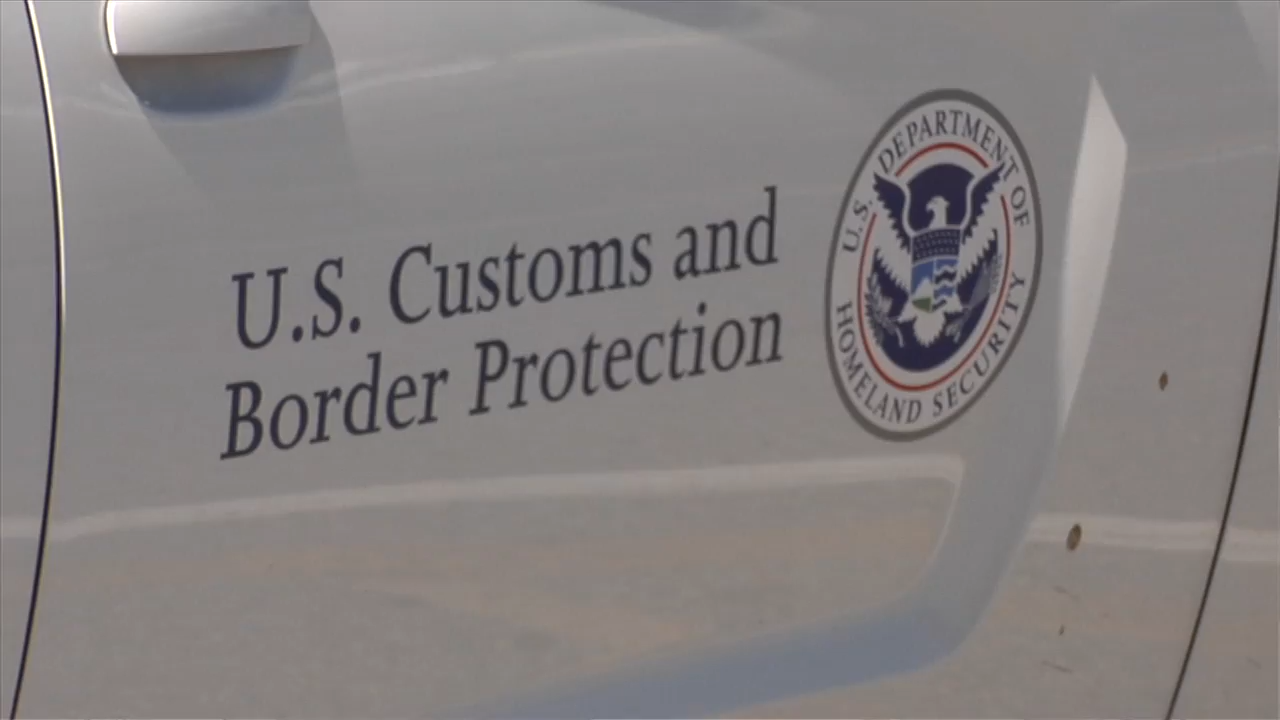 U.S. Customs and
Border Protection
U.S. DEPARTMENT OF
HOMELAND SECURITY